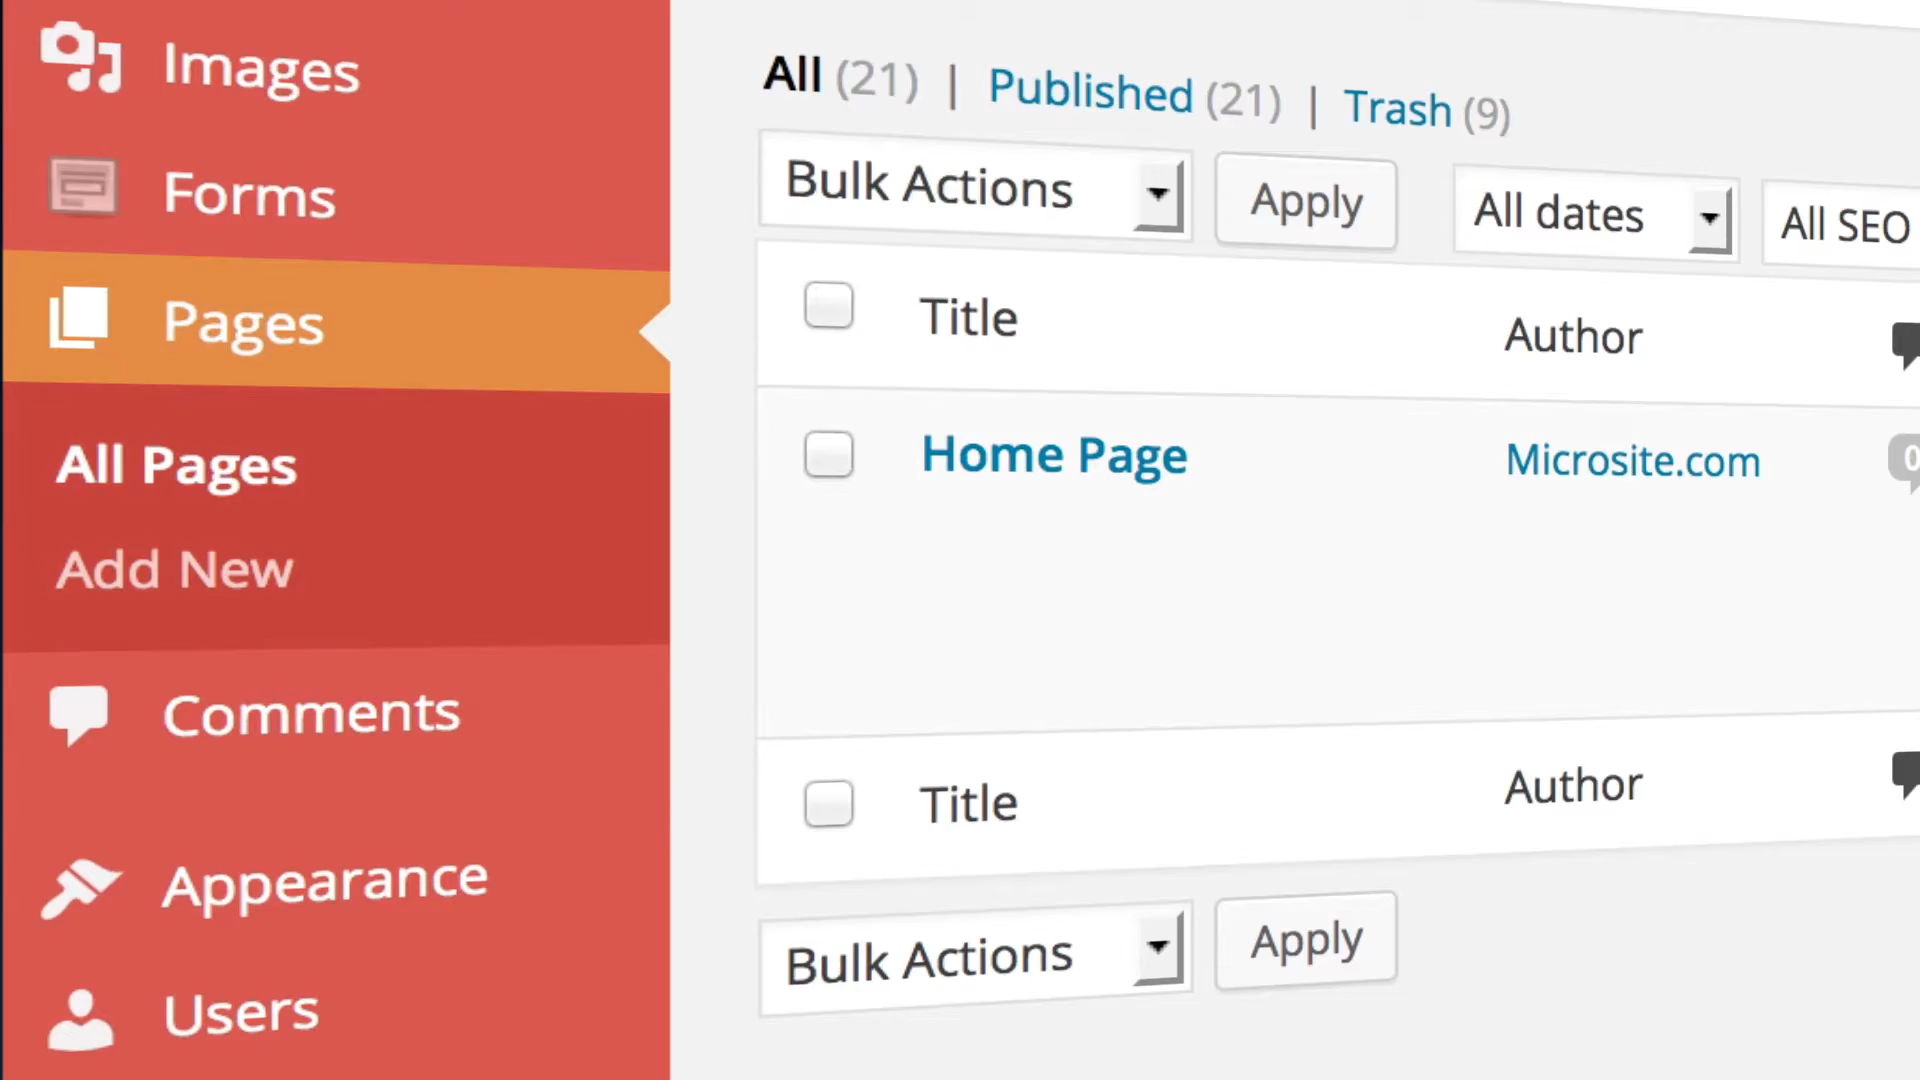 Images
Forms
Pages
All Pages
Add New
Comments
Appearance
Users
All (21) | Published (21) | Trash (9)
Bulk Actions Apply All dates All SEO
Title Author
Home Page Microsite.com 0
Title Author
Bulk Actions Apply